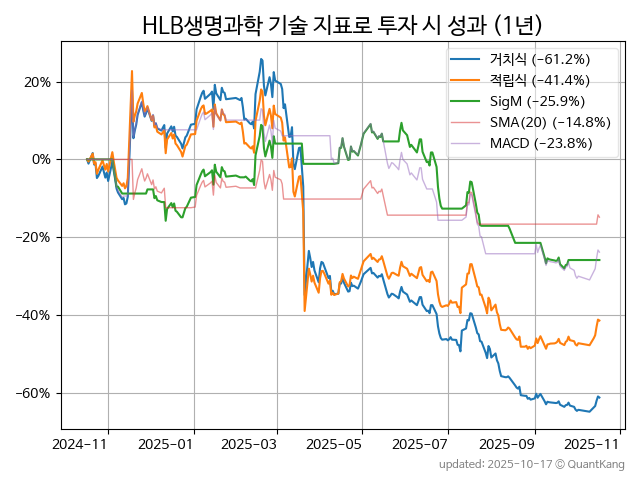 HLB생명과학 기술 지표로 투자 시 성과 (1년)
거치식 (−61.2%)
적립식 (−41.4%)
SigM (−25.9%)
SMA(20) (−14.8%)
MACD (−23.8%)
20%
0%
−20%
−40%
−60%
2024-11 2025-01 2025-03 2025-05 2025-07 2025-09 2025-11
updated: 2025-10-17 © QuantKang